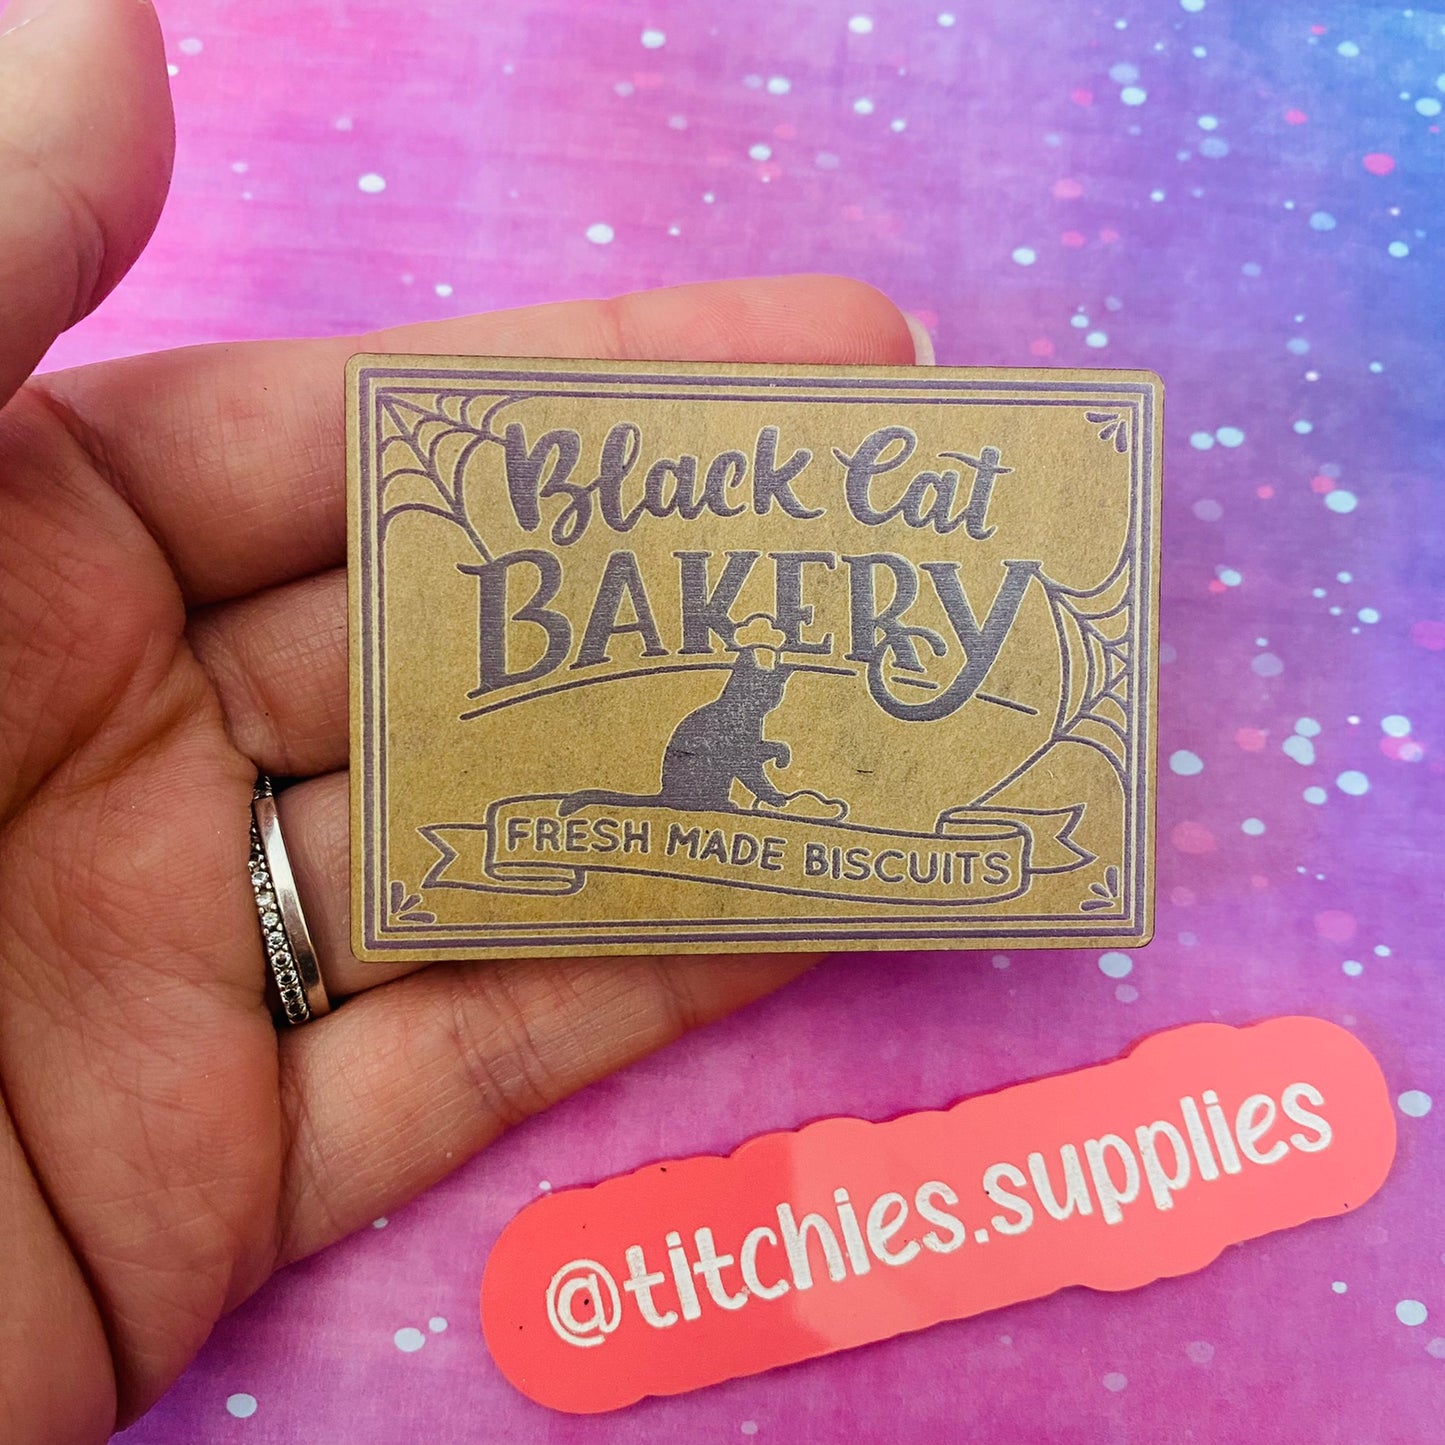 Black Cat
BAKERY
FRESH MADE BISCUITS
@titchies.supplies